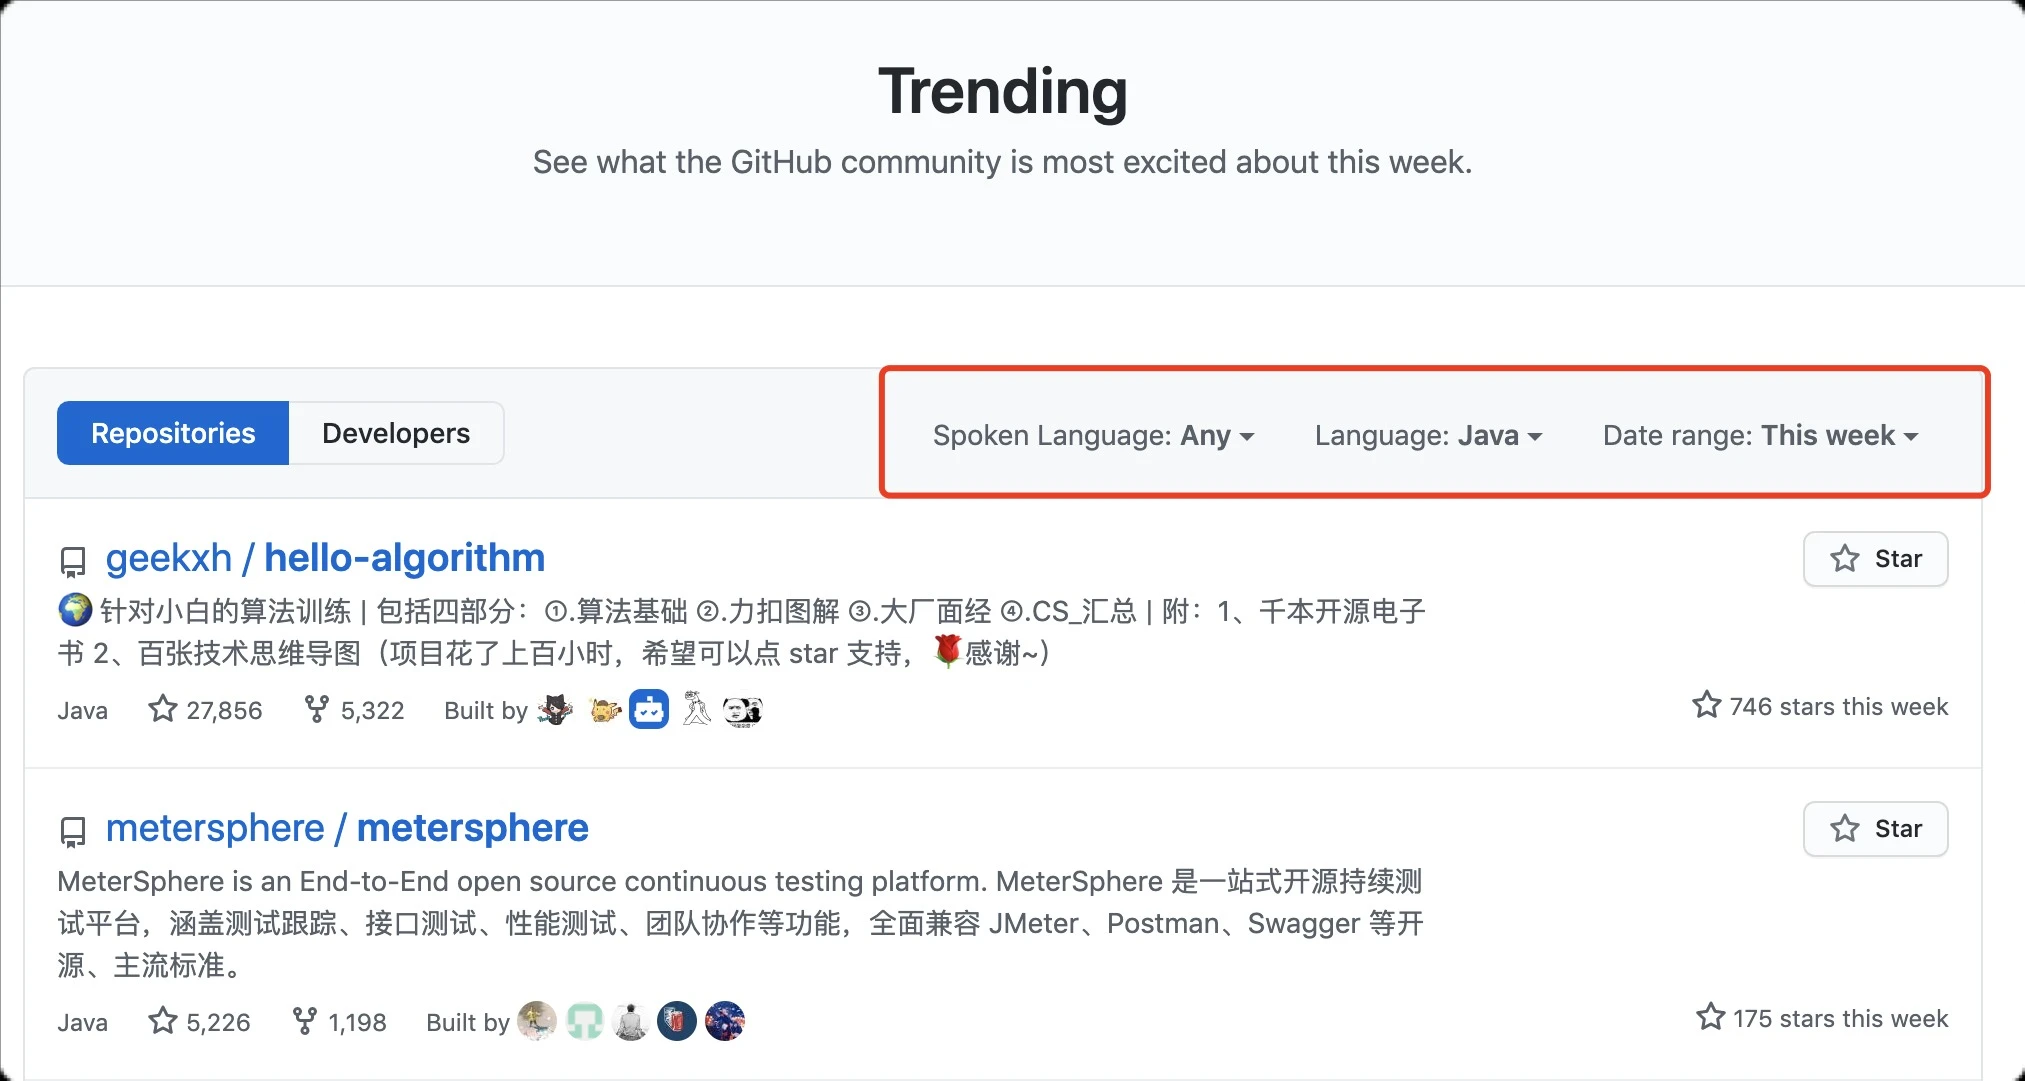 Trending
See what the GitHub community is most excited about this week.
Repositories Developers Spoken Language: Any Language: Java Date range: This week
geekxh / hello-algorithm Star
针对小白的算法训练 | 包括四部分：①.算法基础 ②.力扣图解 ③.大厂面经 ④.CS_汇总 | 附：1、千本开源电子
书 2、百张技术思维导图（项目花了上百小时，希望可以点 star 支持，🌹感谢~）
Java 27,856 5,322 Built by 746 stars this week
metersphere / metersphere Star
MeterSphere is an End-to-End open source continuous testing platform. MeterSphere 是一站式开源持续测
试平台，涵盖测试跟踪、接口测试、性能测试、团队协作等功能，全面兼容 JMeter、Postman、Swagger 等开
源、主流标准。
Java 5,226 1,198 Built by 175 stars this week